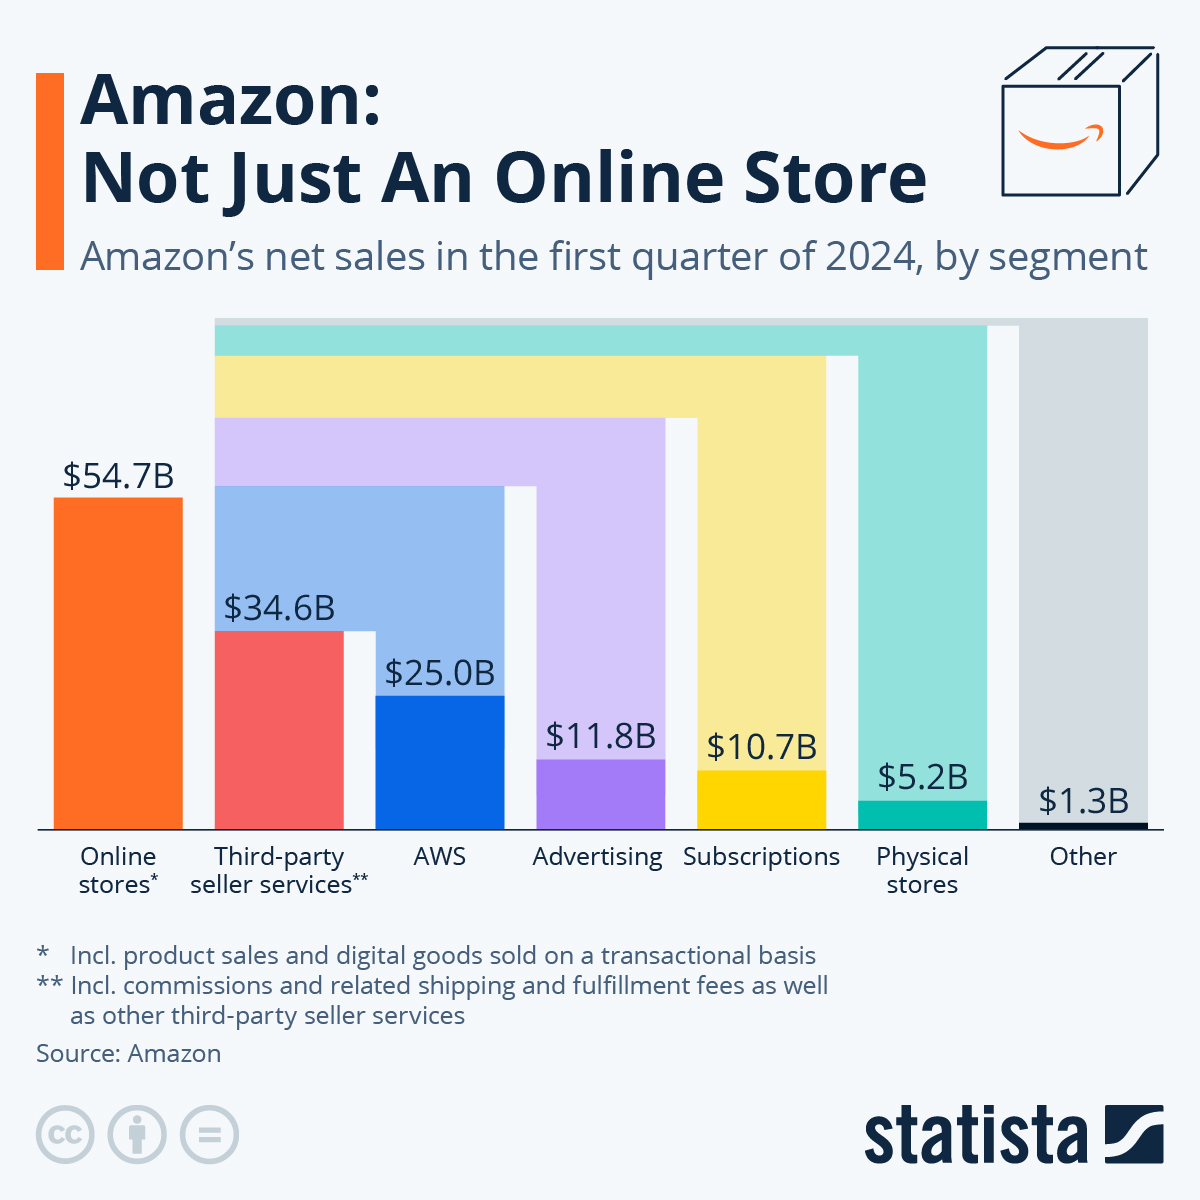 Amazon:
Not Just An Online Store
Amazon’s net sales in the first quarter of 2024, by segment
$54.7B
$34.6B
$25.0B
$11.8B
$10.7B
$5.2B
$1.3B
Online
stores*
Third-party
seller services**
AWS
Advertising
Subscriptions
Physical
stores
Other
* Incl. product sales and digital goods sold on a transactional basis
** Incl. commissions and related shipping and fulfillment fees as well
as other third-party seller services
Source: Amazon
cc
statista